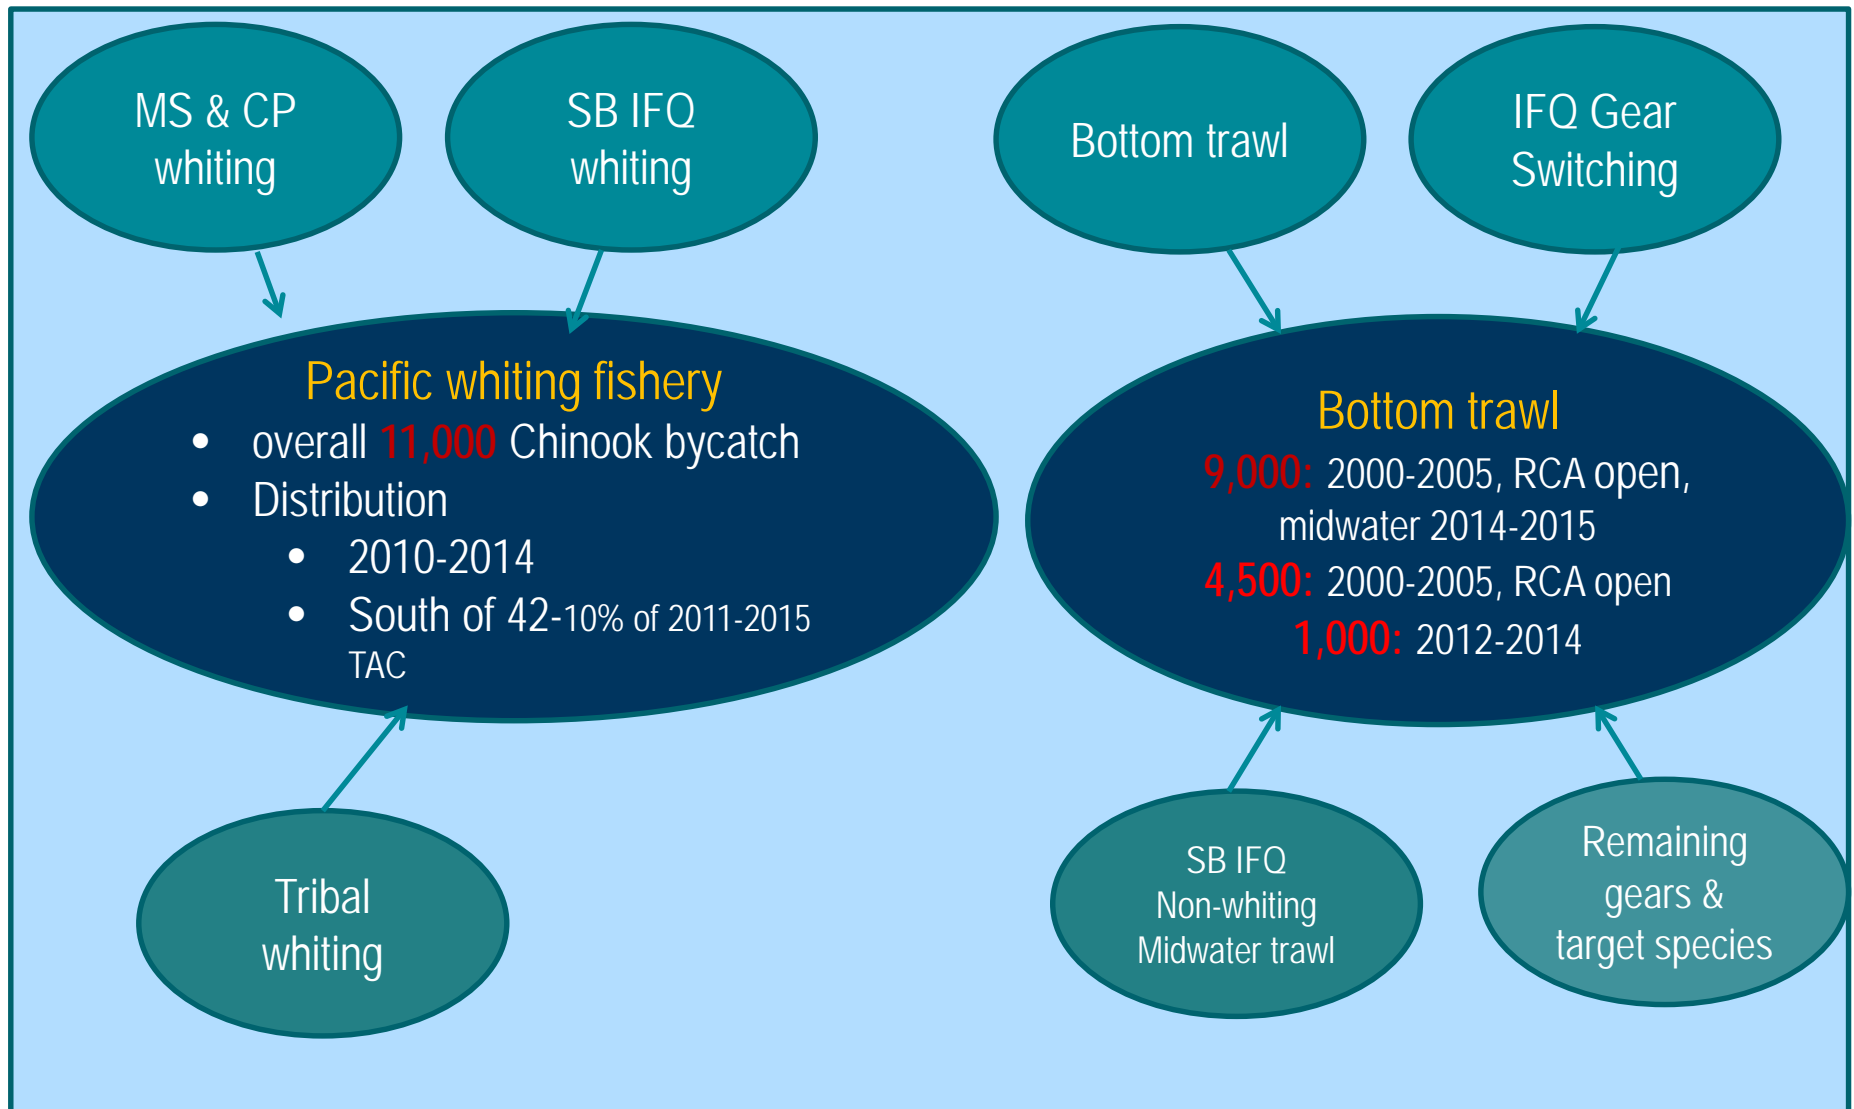 MS & CP
whiting
SB IFQ
whiting
Bottom trawl
IFQ Gear
Switching
Pacific whiting fishery
• overall 11,000 Chinook bycatch
• Distribution
• 2010-2014
• South of 42-10% of 2011-2015
TAC
Bottom trawl
9,000: 2000-2005, RCA open,
midwater 2014-2015
4,500: 2000-2005, RCA open
1,000: 2012-2014
Tribal
whiting
SB IFQ
Non-whiting
Midwater trawl
Remaining
gears &
target species